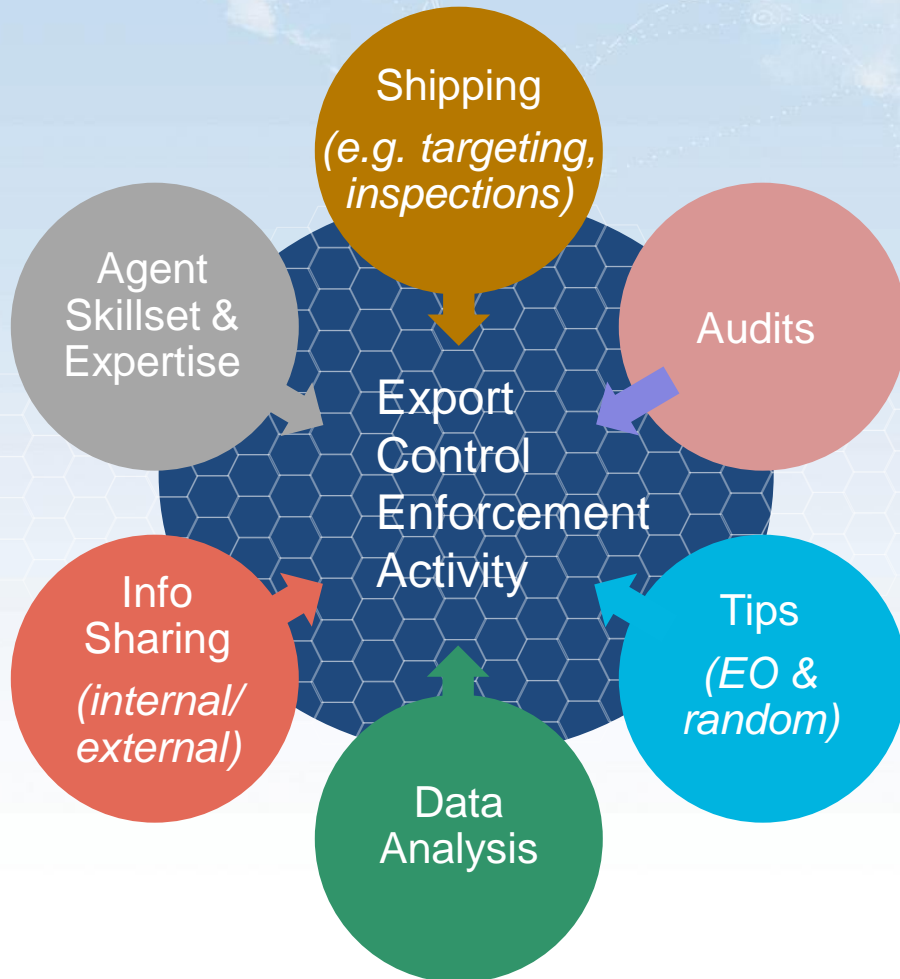 Shipping
(e.g. targeting,
inspections)
Agent
Skillset &
Expertise
Audits
Export
Control
Enforcement
Activity
Info
Sharing
(internal/
external)
Tips
(EO &
random)
Data
Analysis